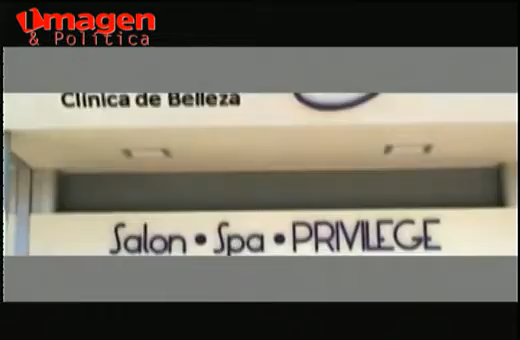 Imagen
& Política
Clínica de Belleza
Salon • Spa • PRIVILEGE